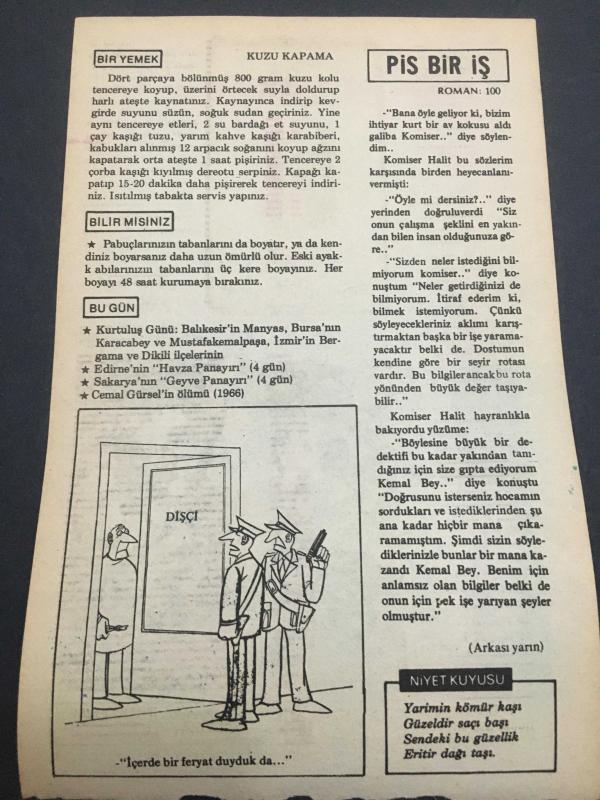 BİR YEMEK
KUZU KAPAMA
Dört parçaya bölünmüş 800 gram kuzu kolu
tencereye koyup, üzerini örtecek suyla doldurup
harlı ateşte kaynatınız. Kaynayınca indirip kev-
girde suyunu süzün, soğuk sudan geçiriniz. Yine
aynı tencereye etleri, 2 su bardağı et suyunu, 1
çay kaşığı tuzu, yarım kahve kaşığı karabiberi,
kabukları alınmış 12 arpacık soğanını koyup ağzını
kapatarak orta ateşte 1 saat pişiriniz. Tencereye 2
çorba kaşığı kıyılmış dereotu serpiniz. Kapağı ka-
patıp 15-20 dakika daha pişirerek tencereyi indiri-
niz. Isıtılmış tabakta servis yapınız.
BİLİR MİSİNİZ
★ Pabuçlarınızın tabanlarını da boyatır, ya da ken-
diniz boyarsanız daha uzun ömürlü olur. Eski ayak-
k abılarınızın tabanlarını üç kere boyayınız. Her
boyayı 48 saat kurumaya bırakınız.
BU GÜN
★ Kurtuluş Günü: Balıkesir'in Manyas, Bursa'nın
Karacabey ve Mustafakemalpaşa, İzmir'in Ber-
gama ve Dikili ilçelerinin
★ Edirne'nin "Havza Panayırı" (4 gün)
★ Sakarya'nın "Geyve Panayırı" (4 gün)
★ Cemal Gürsel'in ölümü (1966)
DİŞÇİ
-"İçerde bir feryat duyduk da..."
PİS BİR İŞ
ROMAN: 100
-"Bana öyle geliyor ki, bizim
ihtiyar kurt bir av kokusu aldı
galiba Komiser.." diye söylen-
dim..
Komiser Halit bu sözlerim
karşısında birden heyecanlanı-
vermişti:
-"Öyle mi dersiniz?.." diye
yerinden doğruluverdi "Siz
onun çalışma şeklini en yakın-
dan bilen insan olduğunuza gö-
re.."
-"Sizden neler istediğini bil-
miyorum komiser.." diye ko-
nuştum "Neler getirdiğinizi de
bilmiyorum. İtiraf ederim ki,
bilmek istemiyorum. Çünkü
söyleyecekleriniz aklımı karış-
tırmaktan başka bir işe yarama-
yacaktır belki de. Dostumun
kendine göre bir seyir rotası
vardır. Bu bilgiler ancak bu rota
yönünden büyük değer taşıya-
bilir.."
Komiser Halit hayranlıkla
bakıyordu yüzüme:
-"Böylesine büyük bir de-
dektifi bu kadar yakından tanı-
dığınız için size gıpta ediyorum
Kemal Bey.." diye konuştu
"Doğrusunu isterseniz hocamın
sordukları ve istediklerinden şu
ana kadar hiçbir mana çıka-
ramamıştım. Şimdi sizin söyle-
diklerinizle bunlar bir mana ka-
zandı Kemal Bey. Benim için
anlamsız olan bilgiler belki de
onun için pek işe yarıyan şeyler
olmuştur."
(Arkası yarın)
NİYET KUYUSU
Yarimin kömür kaşı
Güzeldir saçı başı
Sendeki bu güzellik
Eritir dağı taşı.